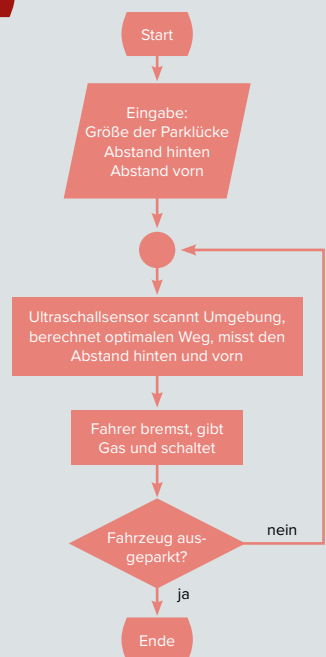 Start
Eingabe:
Größe der Parklücke
Abstand hinten
Abstand vorn
Ultraschallsensor scannt Umgebung,
berechnet optimalen Weg, misst den
Abstand hinten und vorn
Fahrer bremst, gibt
Gas und schaltet
Fahrzeug aus-
geparkt?
nein
ja
Ende